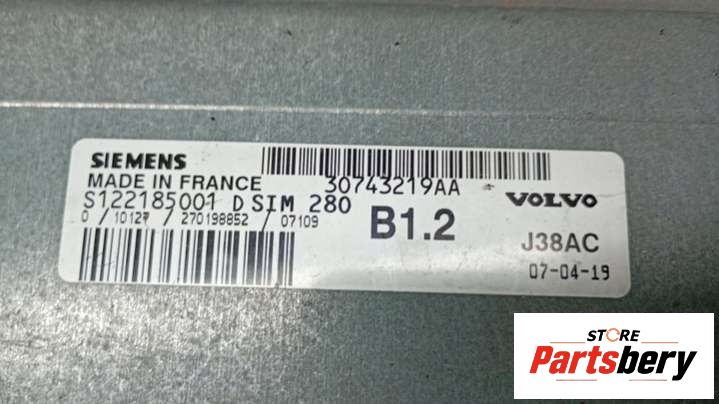 SIEMENS
MADE IN FRANCE
30743219AA
S122185001 D SIM 280
0 / 10127 / 270198852 / 07109
B1.2
VOLVO
J38AC
07-04-19
STORE
Partsbery